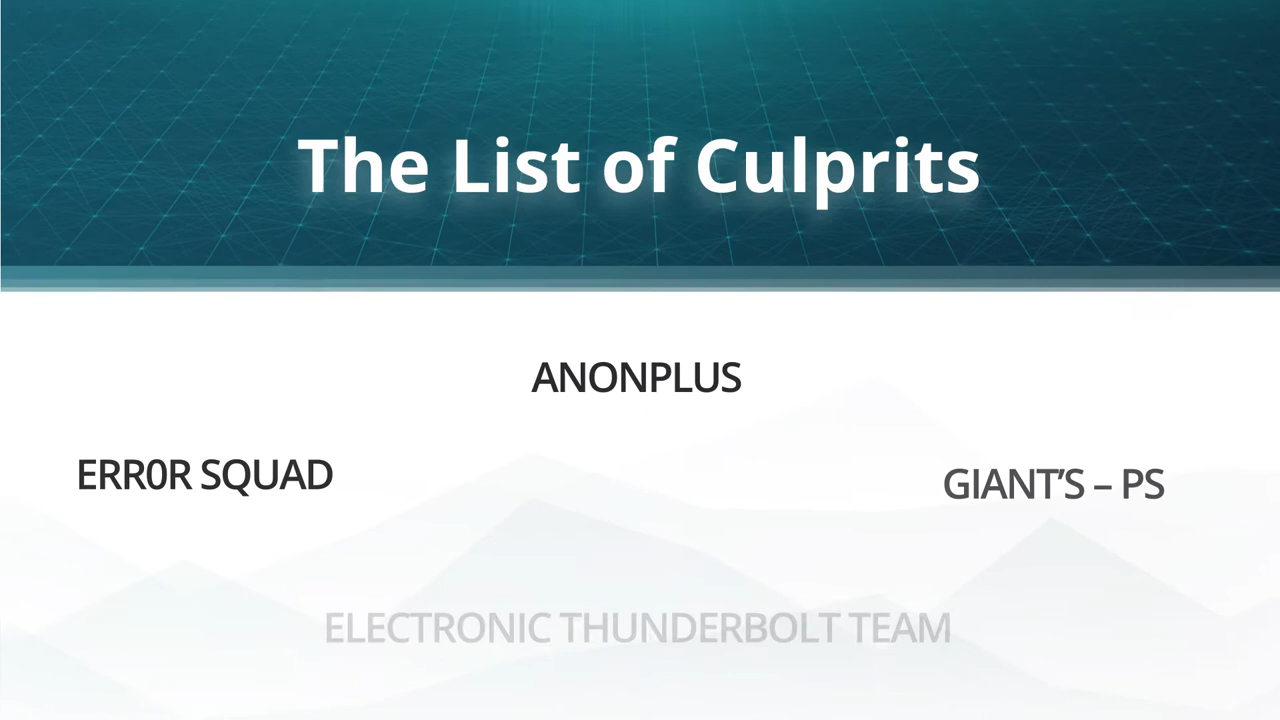 The List of Culprits
ANONPLUS
ERR0R SQUAD
GIANT’S – PS
ELECTRONIC THUNDERBOLT TEAM